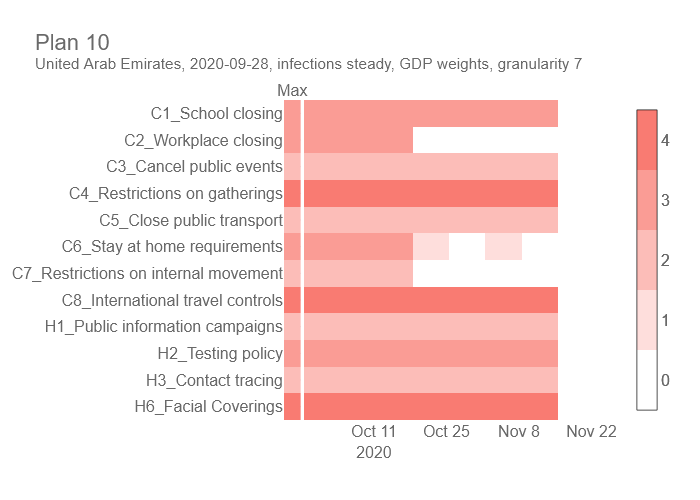 Plan 10
United Arab Emirates, 2020-09-28, infections steady, GDP weights, granularity 7
Max
C1_School closing
C2_Workplace closing
C3_Cancel public events
C4_Restrictions on gatherings
C5_Close public transport
C6_Stay at home requirements
C7_Restrictions on internal movement
C8_International travel controls
H1_Public information campaigns
H2_Testing policy
H3_Contact tracing
H6_Facial Coverings
Oct 11 Oct 25 Nov 8 Nov 22
2020
4
3
2
1
0